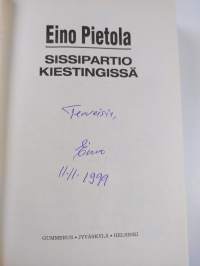 Eino Pietola
SISSIPARTIO
KIESTINGISSÄ
Terveisin,
Eino
11-11-1999
GUMMERUS • JYVÄSKYLÄ • HELSINKI